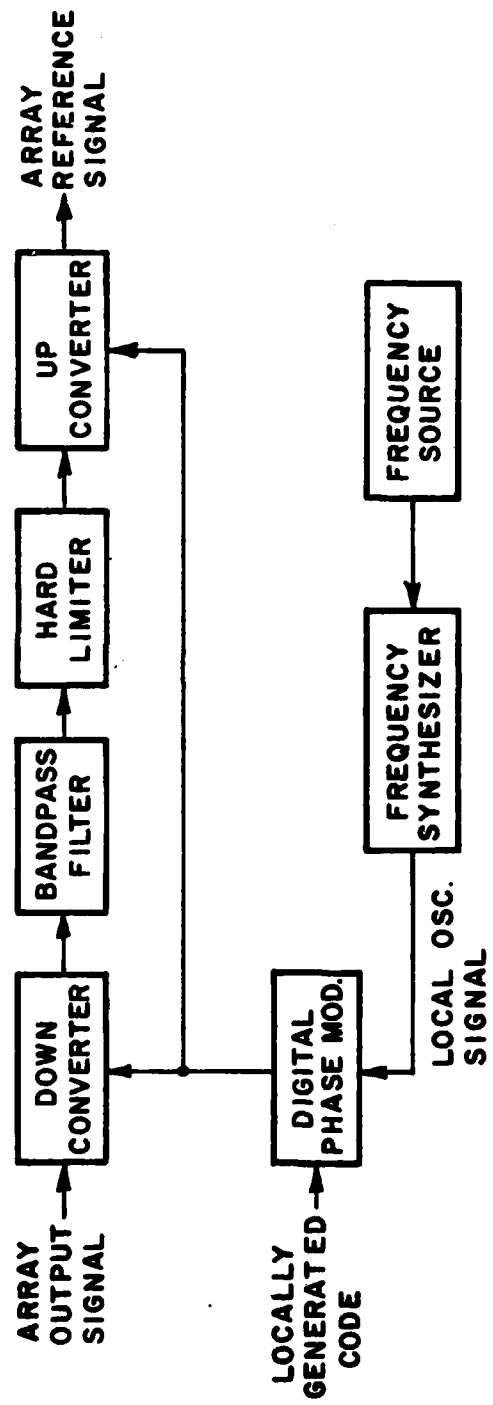 ARRAY
OUTPUT
SIGNAL
DOWN
CONVERTER
BANDPASS
FILTER
HARD
LIMITER
UP
CONVERTER
ARRAY
REFERENCE
SIGNAL
LOCALLY
GENERATED
CODE
DIGITAL
PHASE MOD.
LOCAL OSC.
SIGNAL
FREQUENCY
SYNTHESIZER
FREQUENCY
SOURCE